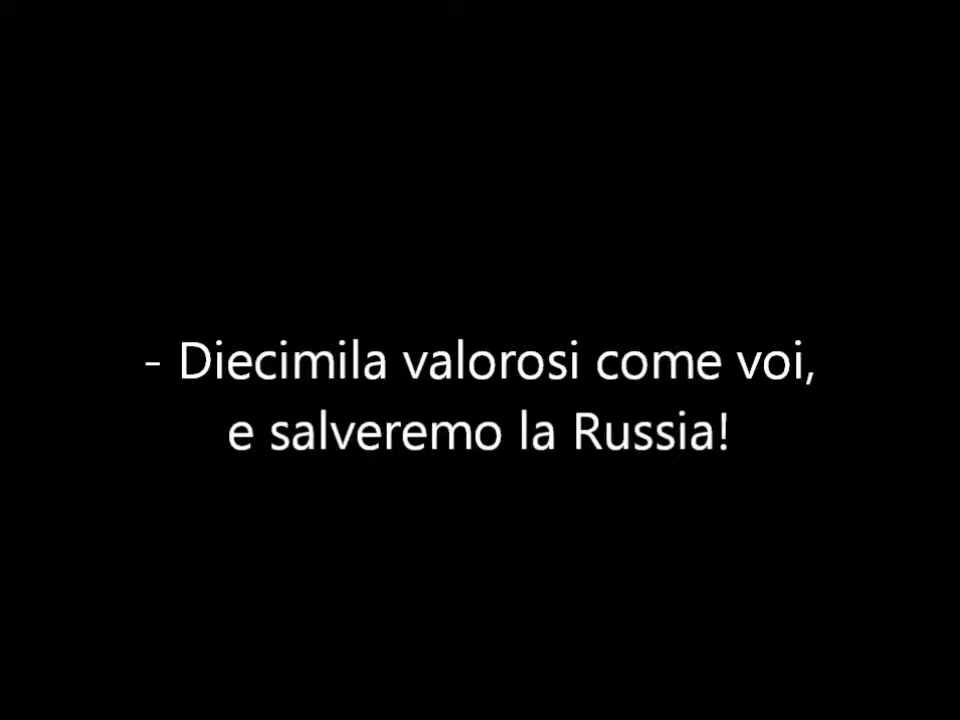 - Diecimila valorosi come voi,
e salveremo la Russia!